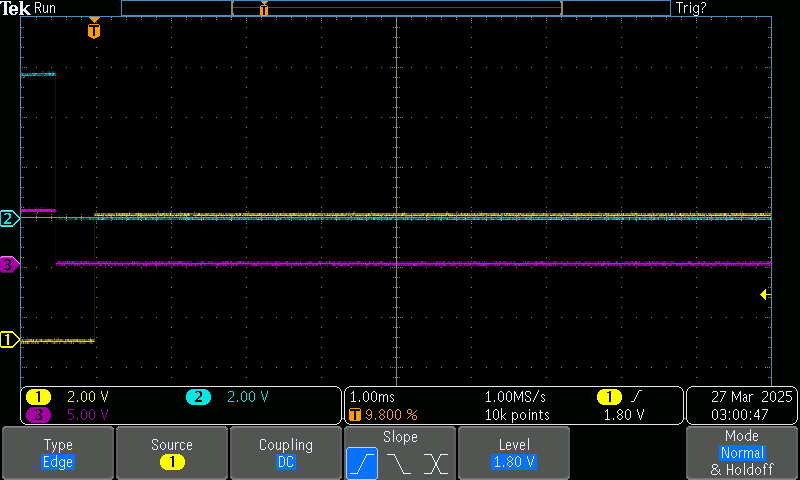 Tek Run Trig?
T
T
2
3
1
1 2.00 V 2 2.00 V 1.00ms 1.00MS/s 1 27 Mar 2025
3 5.00 V T 9.800 % 10k points 1.80 V 03:00:47
Type Source Coupling Slope Level Mode
Edge 1 DC 1.80 V Normal
& Holdoff